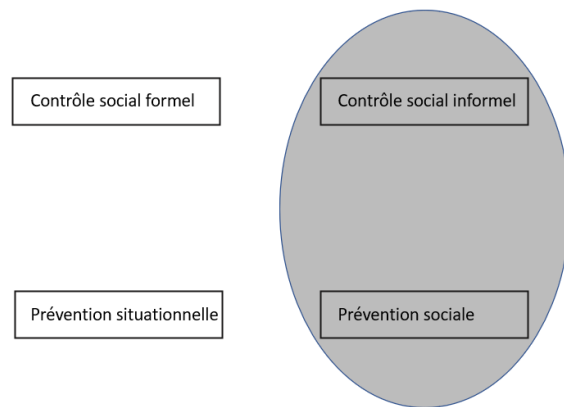 Contrôle social formel
Contrôle social informel
Prévention situationnelle
Prévention sociale